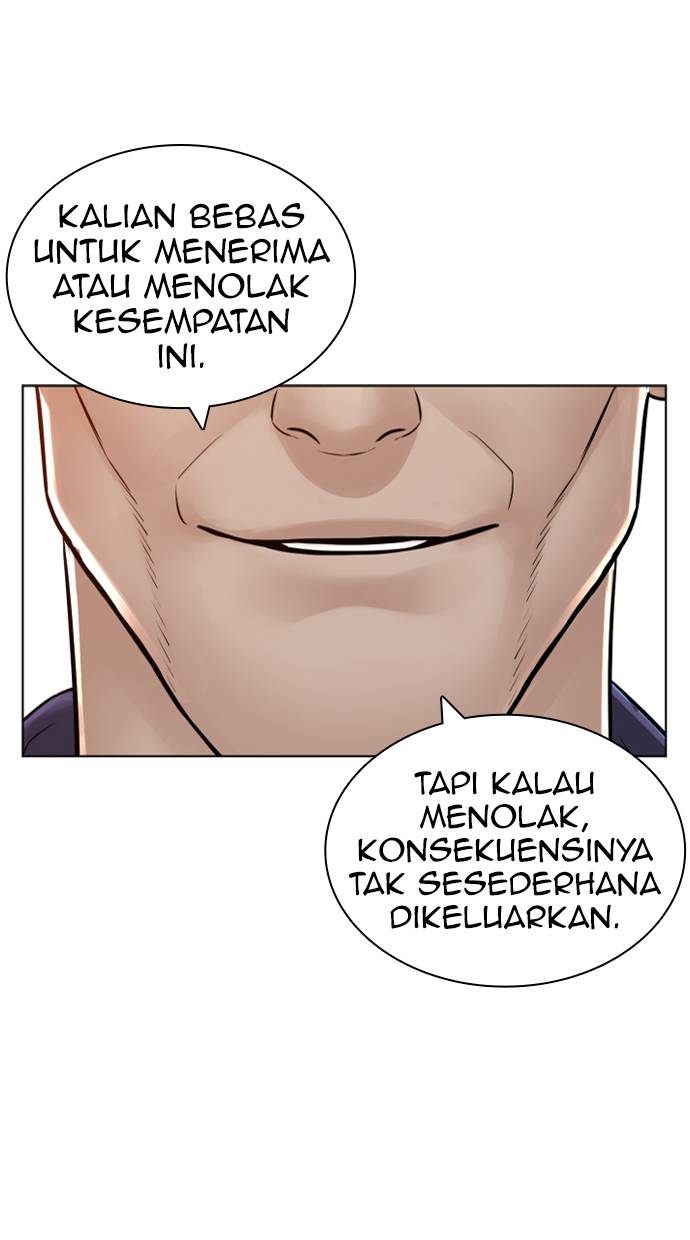 KALIAN BEBAS
UNTUK MENERIMA
ATAU MENOLAK
KESEMPATAN
INI.
TAPI KALAU
MENOLAK,
KONSEKUENSINYA
TAK SESEDERHANA
DIKELUARKAN.